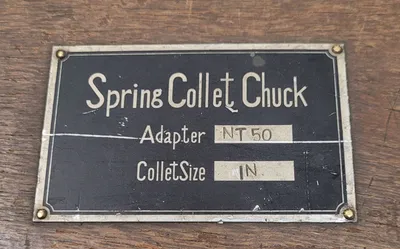 Spring Collet Chuck
Adapter NT50
ColletSize IN.